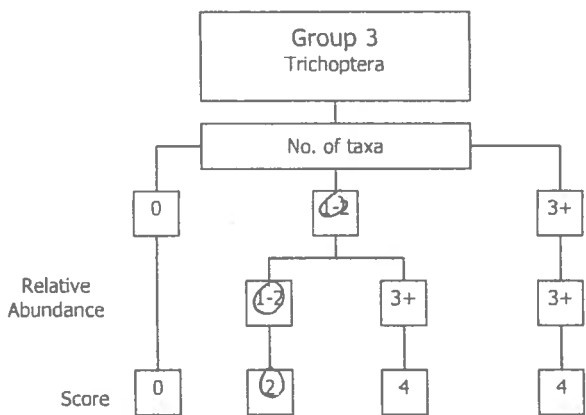 Group 3
Trichoptera
No. of taxa
0 1-2 3+
Relative
Abundance
1-2 3+ 3+
Score
0 2 4 4